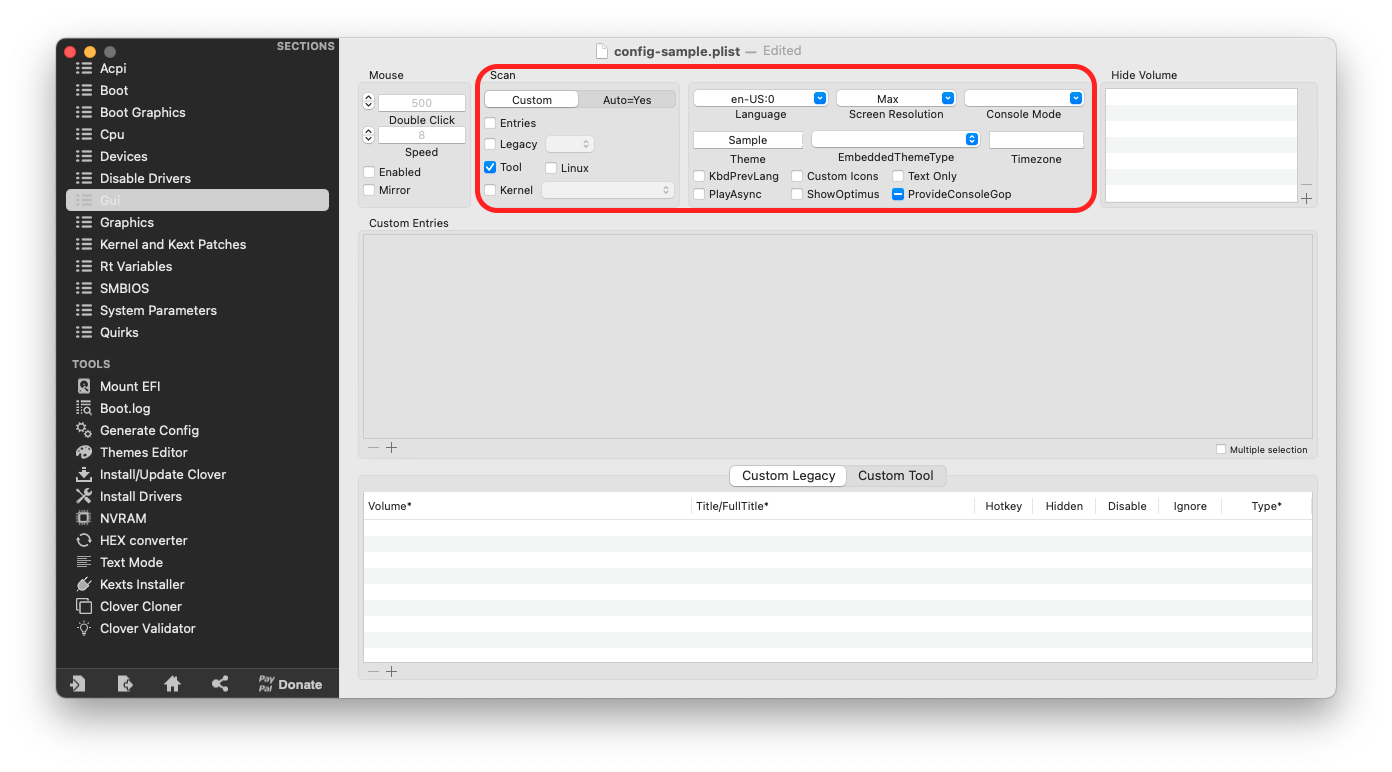 SECTIONS
Acpi
Boot
Boot Graphics
Cpu
Devices
Disable Drivers
Gui
Graphics
Kernel and Kext Patches
Rt Variables
SMBIOS
System Parameters
Quirks
TOOLS
Mount EFI
Boot.log
Generate Config
Themes Editor
Install/Update Clover
Install Drivers
NVRAM
HEX converter
Text Mode
Kexts Installer
Clover Cloner
Clover Validator
Pay
Pal
Donate
config-sample.plist — Edited
Mouse
500
Double Click
8
Speed
Enabled
Mirror
Scan
Custom Auto=Yes
Entries
Legacy
Tool Linux
Kernel
en-US:0 Max
Language Screen Resolution Console Mode
Sample
Theme EmbeddedThemeType Timezone
KbdPrevLang Custom Icons Text Only
PlayAsync ShowOptimus ProvideConsoleGop
Hide Volume
Custom Entries
Multiple selection
Custom Legacy Custom Tool
Volume* Title/FullTitle* Hotkey Hidden Disable Ignore Type*